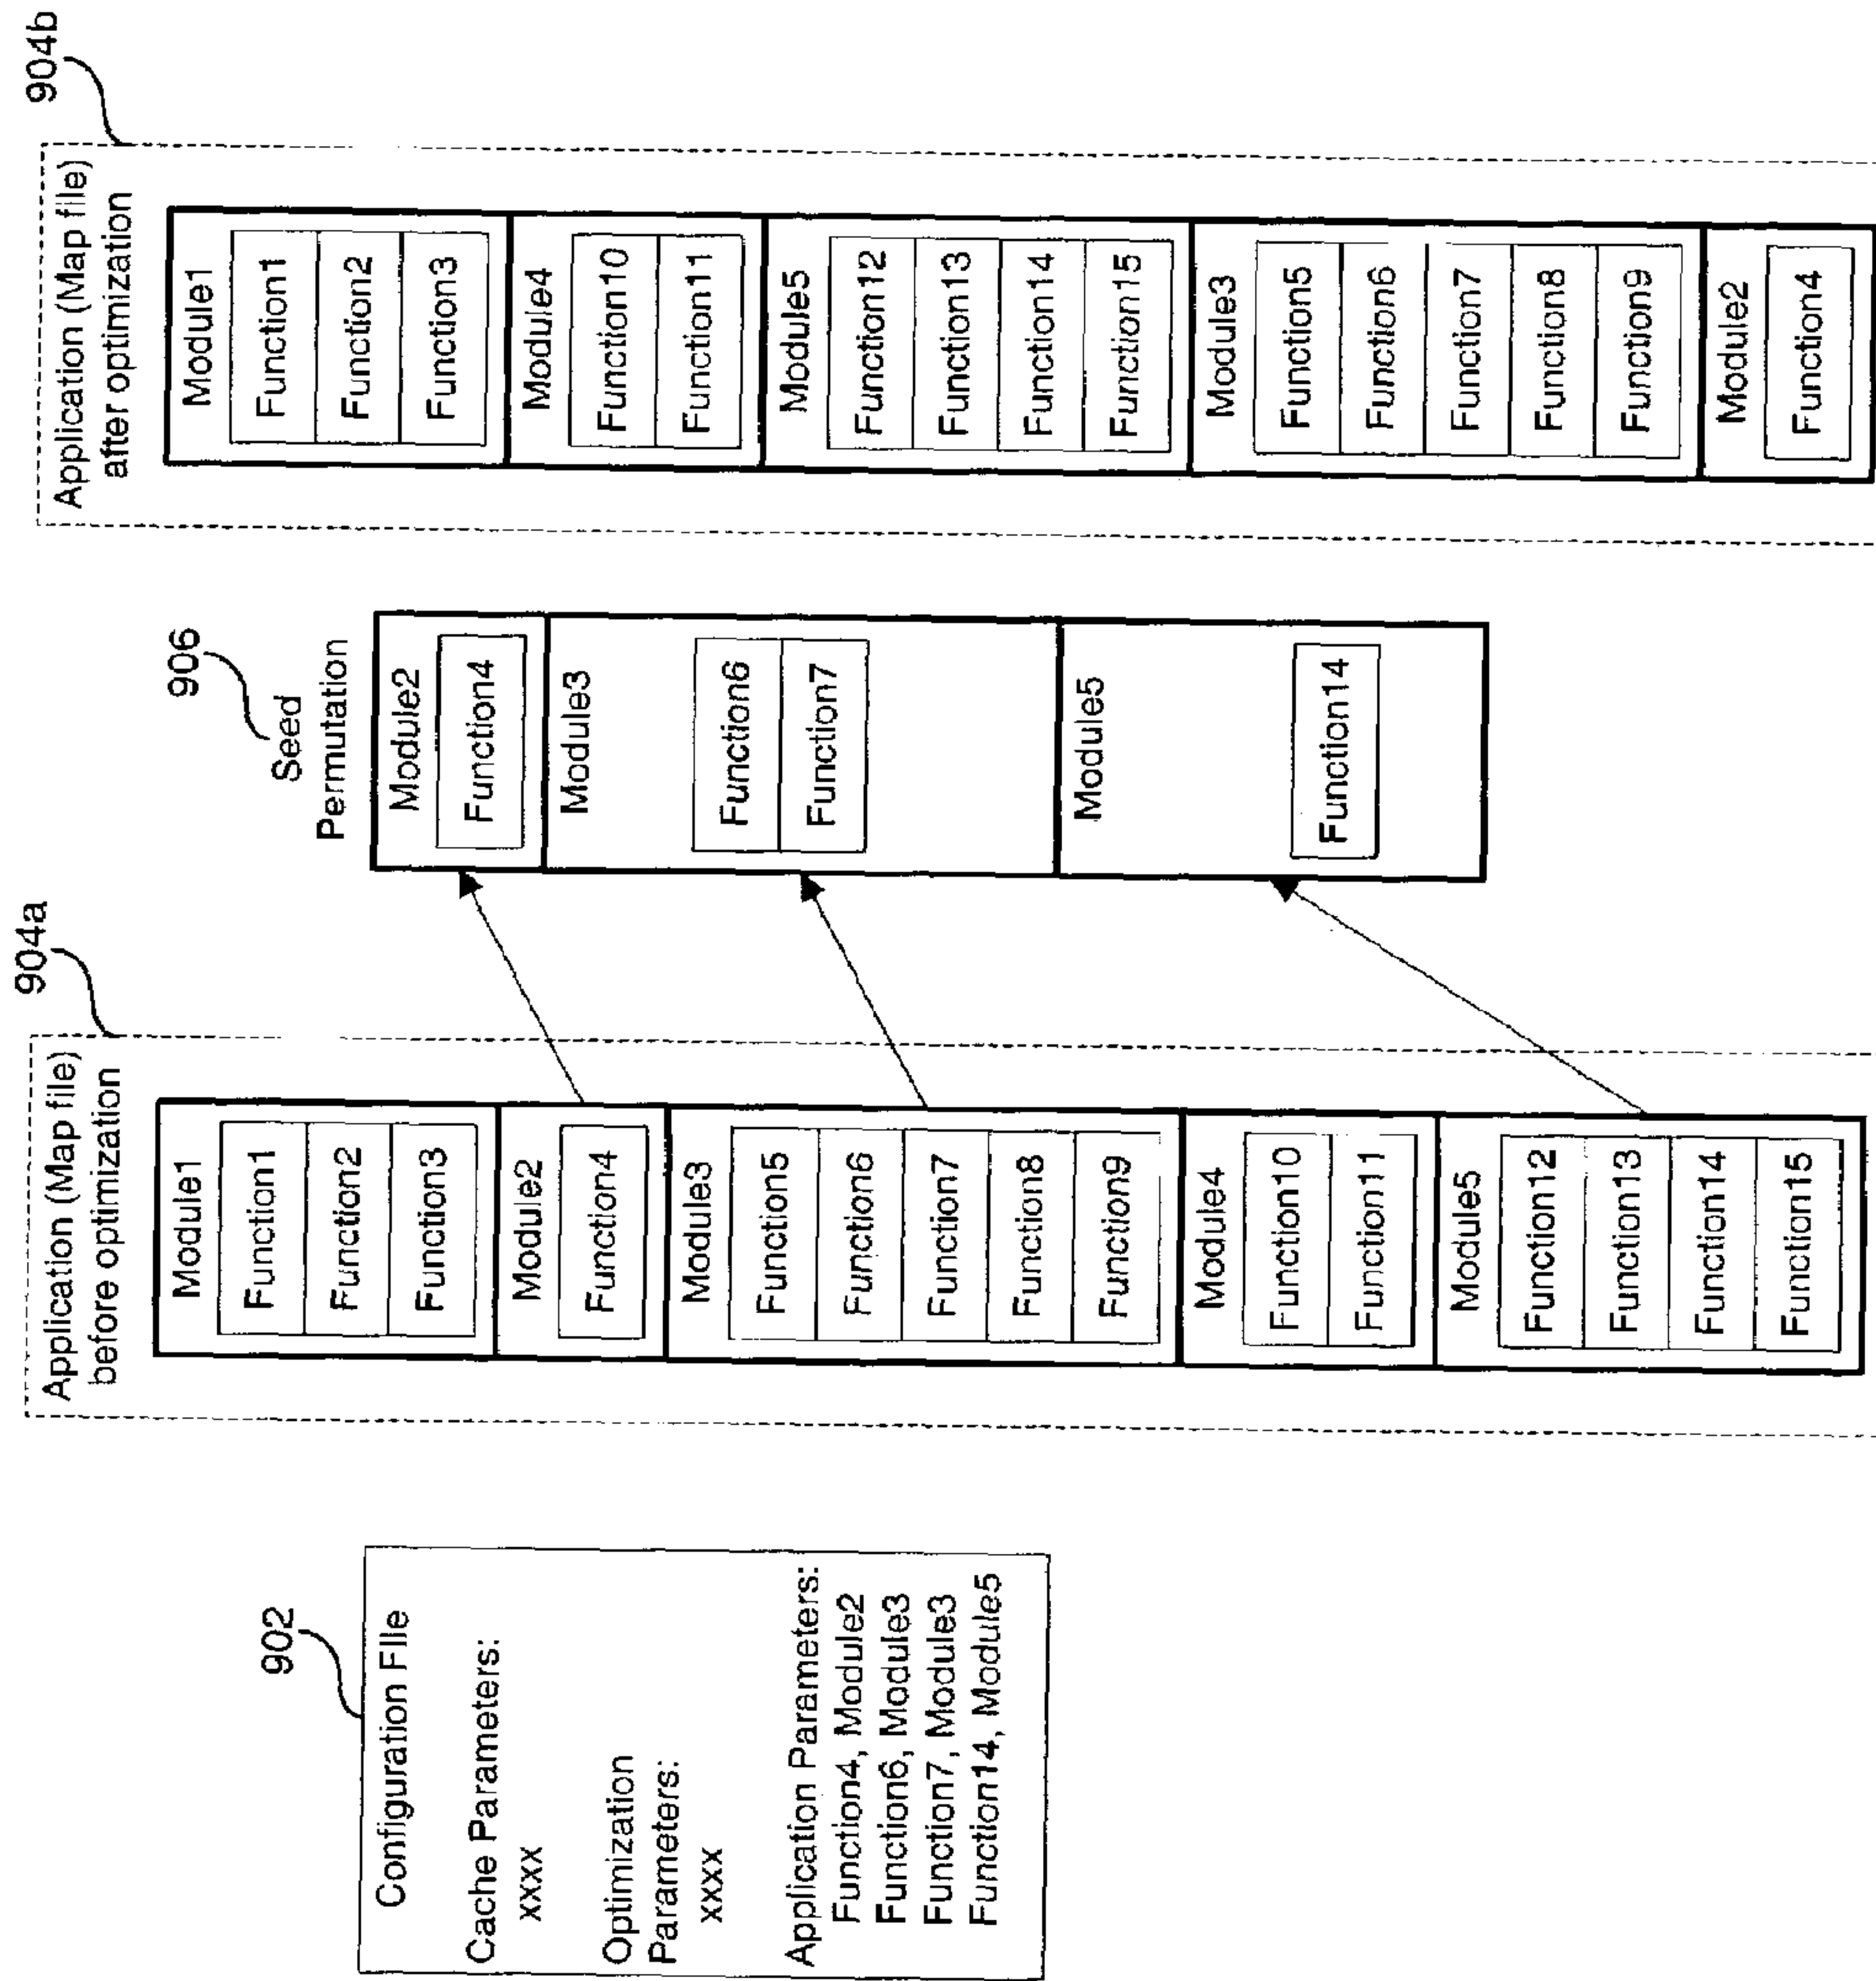 902
Configuration File
Cache Parameters:
xxxx
Optimization
Parameters:
xxxx
Application Parameters:
Function4, Module2
Function6, Module3
Function7, Module3
Function14, Module5
904a
Application (Map file)
before optimization
Module1
Function1
Function2
Function3
Module2
Function4
Module3
Function5
Function6
Function7
Function8
Function9
Module4
Function10
Function11
Module5
Function12
Function13
Function14
Function15
906
Seed
Permutation
Module2
Function4
Module3
Function6
Function7
Module5
Function14
904b
Application (Map file)
after optimization
Module1
Function1
Function2
Function3
Module4
Function10
Function11
Module5
Function12
Function13
Function14
Function15
Module3
Function5
Function6
Function7
Function8
Function9
Module2
Function4